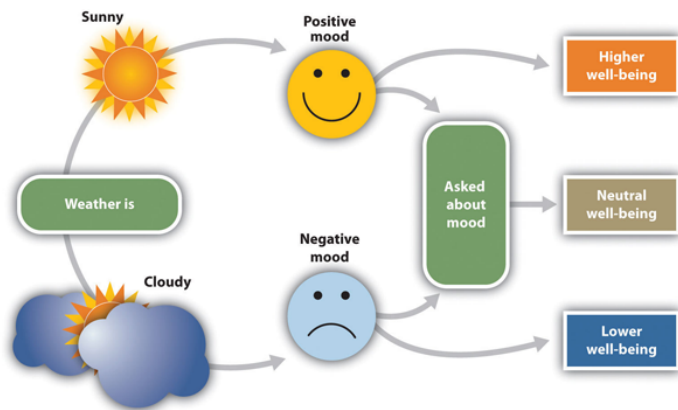 Sunny
Positive
mood
Higher
well-being
Weather is
Asked
about
mood
Neutral
well-being
Cloudy
Negative
mood
Lower
well-being